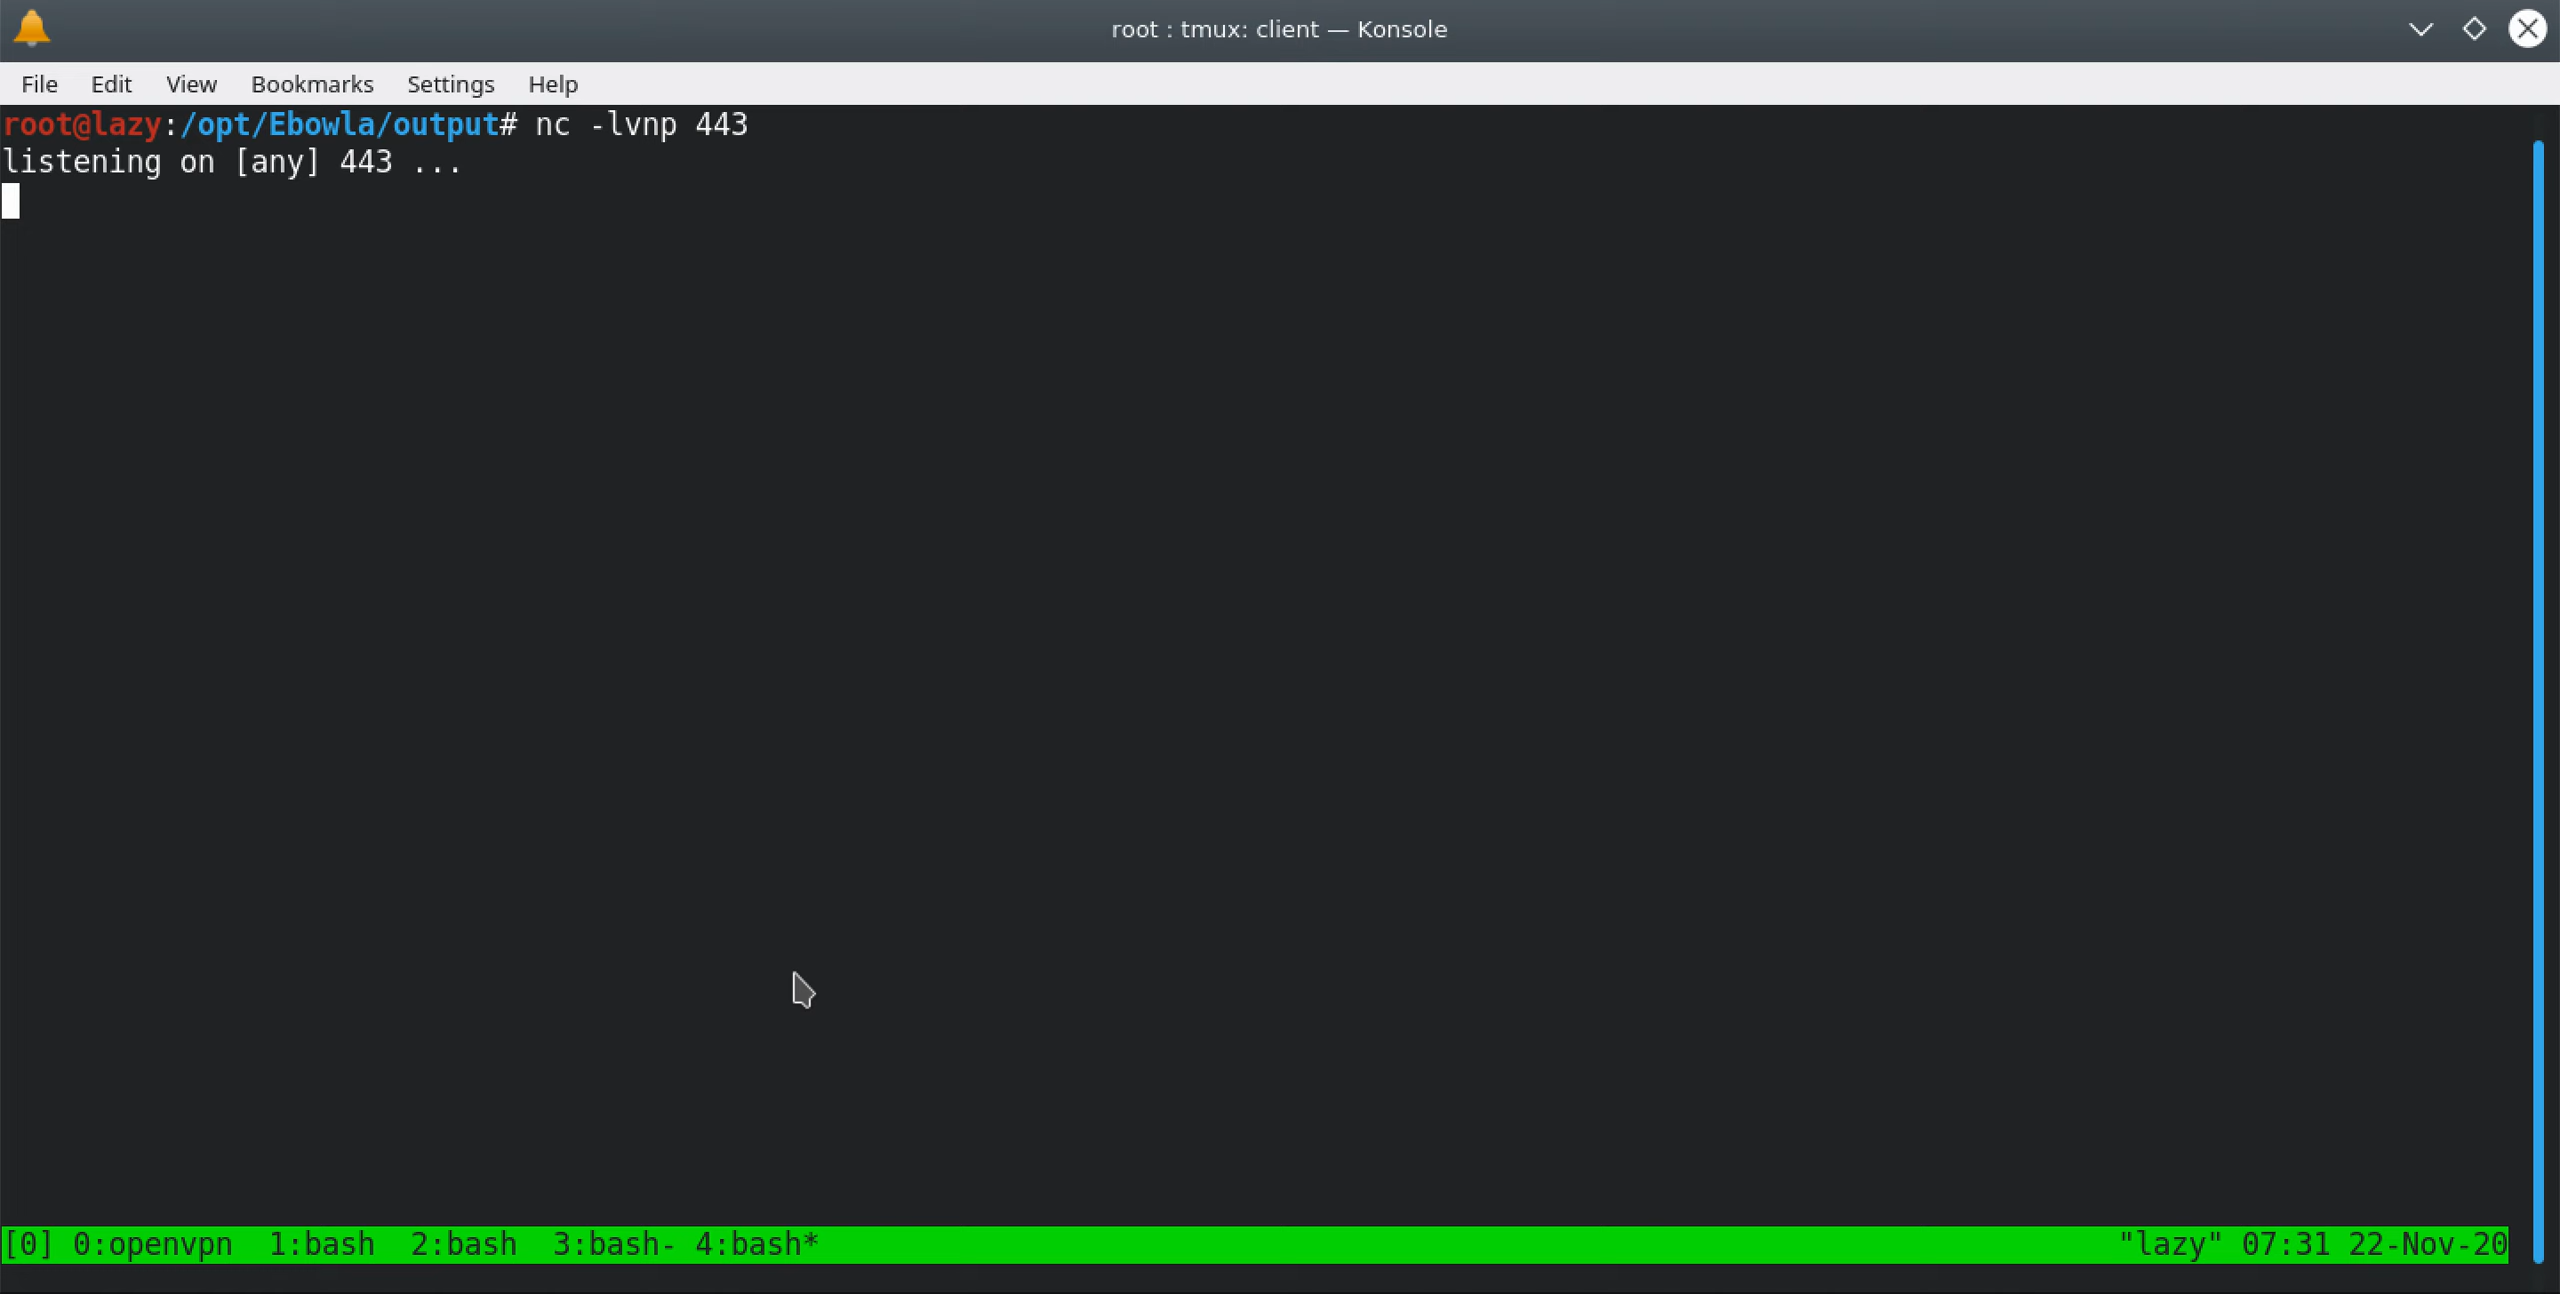 root : tmux: client — Konsole
File Edit View Bookmarks Settings Help
root@lazy:/opt/Ebowla/output# nc -lvnp 443
listening on [any] 443 ...
[0] 0:openvpn  1:bash  2:bash  3:bash- 4:bash* "lazy" 07:31 22-Nov-20